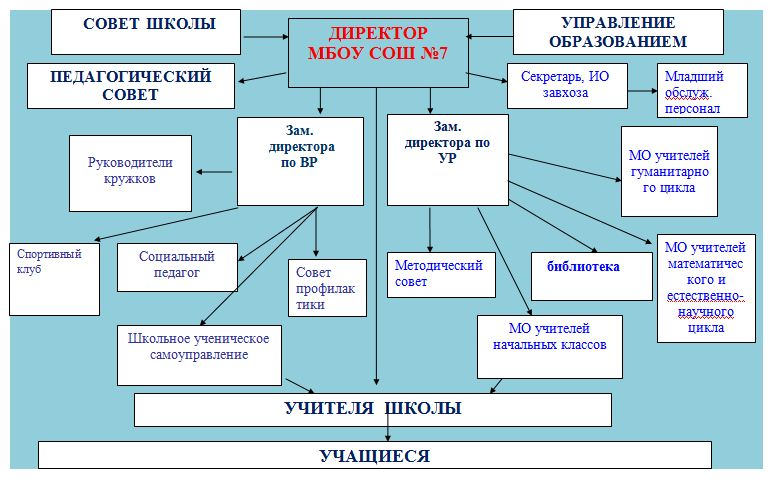 СОВЕТ ШКОЛЫ
ДИРЕКТОР
МБОУ СОШ №7
УПРАВЛЕНИЕ
ОБРАЗОВАНИЕМ
ПЕДАГОГИЧЕСКИЙ
СОВЕТ
Секретарь, ИО
завхоза
Младший
обслуж.
персонал
Зам.
директора
по ВР
Зам.
директора по
УР
Руководители
кружков
МО учителей
гуманитарно
го цикла
Спортивный
клуб
Социальный
педагог
Совет
профилак
тики
Методический
совет
библиотека
МО учителей
математичес
кого и
естественно-
научного
цикла
Школьное ученическое
самоуправление
МО учителей
начальных классов
УЧИТЕЛЯ ШКОЛЫ
УЧАЩИЕСЯ